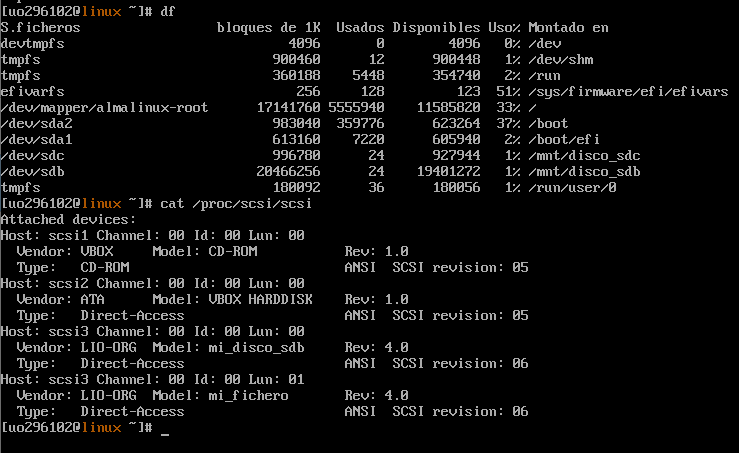 [uo296102@linux ~]# df
S.ficheros                 bloques de 1K  Usados Disponibles Uso% Montado en
devtmpfs                            4096       0        4096   0% /dev
tmpfs                             900460      12      900448   1% /dev/shm
tmpfs                             360188    5448      354740   2% /run
efivarfs                             256     128         123  51% /sys/firmware/efi/efivars
/dev/mapper/almalinux-root      17141760 5555940    11585820  33% /
/dev/sda2                         983040  359776      623264  37% /boot
/dev/sda1                         613160    7220      605940   2% /boot/efi
/dev/sdc                          996780      24      927944   1% /mnt/disco_sdc
/dev/sdb                        20466256      24    19401272   1% /mnt/disco_sdb
tmpfs                             180092      36      180056   1% /run/user/0
[uo296102@linux ~]# cat /proc/scsi/scsi
Attached devices:
Host: scsi1 Channel: 00 Id: 00 Lun: 00
  Vendor: VBOX     Model: CD-ROM           Rev: 1.0
  Type:   CD-ROM                           ANSI  SCSI revision: 05
Host: scsi2 Channel: 00 Id: 00 Lun: 00
  Vendor: ATA      Model: VBOX HARDDISK    Rev: 1.0
  Type:   Direct-Access                    ANSI  SCSI revision: 05
Host: scsi3 Channel: 00 Id: 00 Lun: 00
  Vendor: LIO-ORG  Model: mi_disco_sdb     Rev: 4.0
  Type:   Direct-Access                    ANSI  SCSI revision: 06
Host: scsi3 Channel: 00 Id: 00 Lun: 01
  Vendor: LIO-ORG  Model: mi_fichero       Rev: 4.0
  Type:   Direct-Access                    ANSI  SCSI revision: 06
[uo296102@linux ~]# _